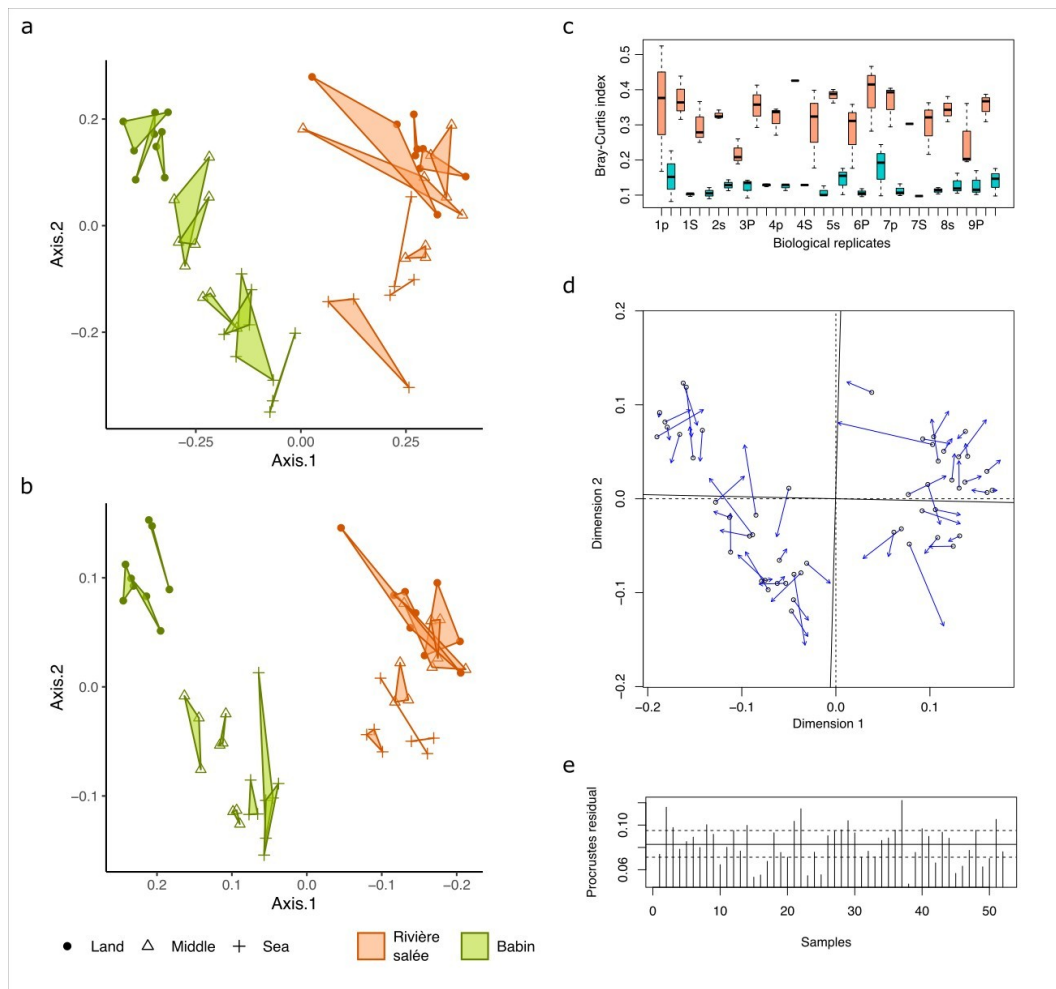 a
0.2
0.0
−0.2
Axis.2
−0.25
0.00
0.25
Axis.1
b
0.1
0.0
−0.1
Axis.2
0.2
0.1
0.0
−0.1
−0.2
Axis.1
Land
Middle
Sea
Rivière
salée
Babin
c
0.5
0.4
0.3
0.2
0.1
Bray-Curtis index
1p 1S 2s 3P 4p 4S 5s 6P 7p 7S 8s 9P
Biological replicates
d
0.2
0.1
0.0
−0.1
−0.2
Dimension 2
−0.2 −0.1 0.0 0.1
Dimension 1
e
0.10
0.06
Procrustes residual
0 10 20 30 40 50
Samples